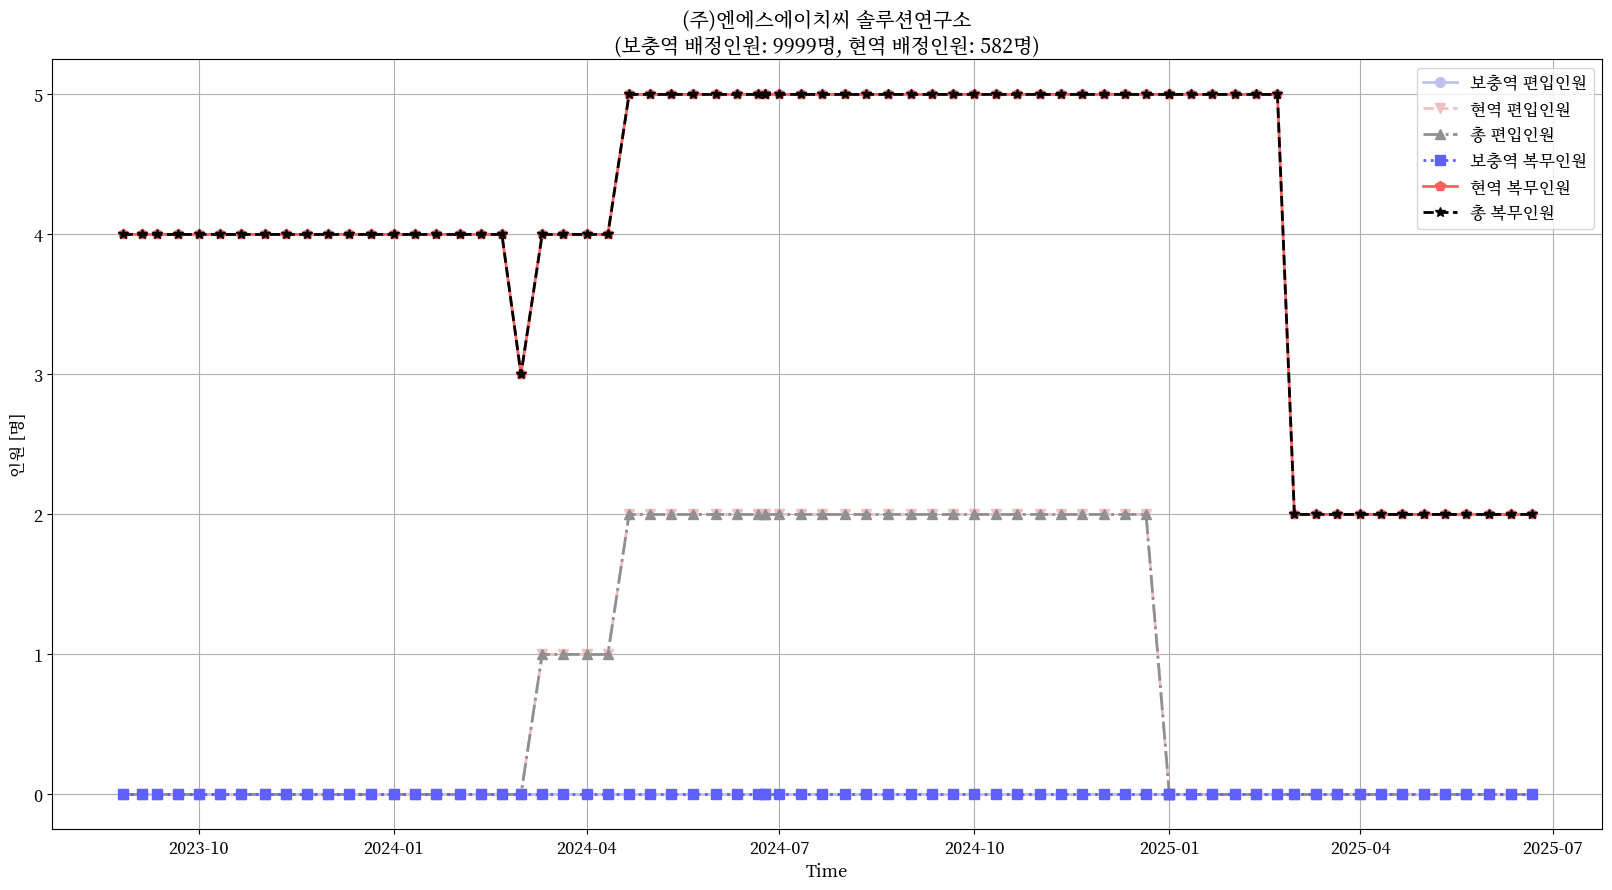 (주)엔에스에이치씨 솔루션연구소
(보충역 배정인원: 9999명, 현역 배정인원: 582명)
보충역 편입인원
현역 편입인원
총 편입인원
보충역 복무인원
현역 복무인원
총 복무인원
인원 [명]
5
4
3
2
1
0
2023-10
2024-01
2024-04
2024-07
2024-10
2025-01
2025-04
2025-07
Time